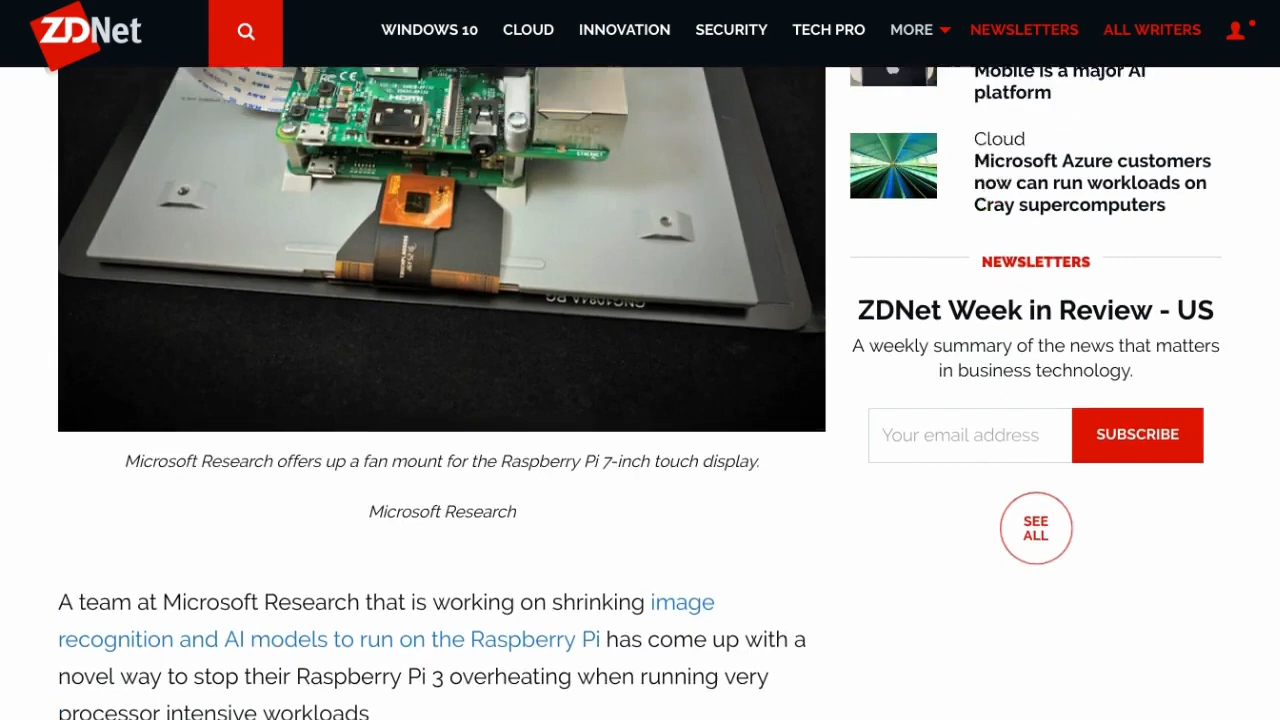 ZDNet
WINDOWS 10 CLOUD INNOVATION SECURITY TECH PRO MORE NEWSLETTERS ALL WRITERS
HDMI
ETHERNET
Microsoft Research offers up a fan mount for the Raspberry Pi 7-inch touch display.
Microsoft Research
A team at Microsoft Research that is working on shrinking image
recognition and AI models to run on the Raspberry Pi has come up with a
novel way to stop their Raspberry Pi 3 overheating when running very
processor intensive workloads
Mobile is a major AI
platform
Cloud
Microsoft Azure customers
now can run workloads on
Cray supercomputers
NEWSLETTERS
ZDNet Week in Review - US
A weekly summary of the news that matters
in business technology.
Your email address SUBSCRIBE
SEE
ALL